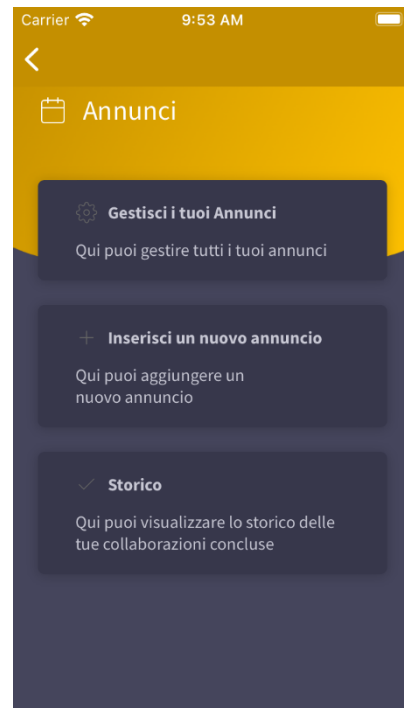 Carrier 9:53 AM
Annunci
Gestisci i tuoi Annunci
Qui puoi gestire tutti i tuoi annunci
Inserisci un nuovo annuncio
Qui puoi aggiungere un
nuovo annuncio
Storico
Qui puoi visualizzare lo storico delle
tue collaborazioni concluse